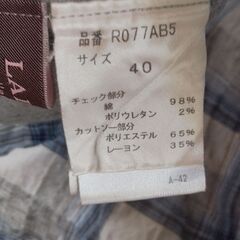 品番 R077AB5
サイズ
40
チェック部分
綿 98%
ポリウレタン 2%
カットソー部分
ポリエステル 65%
レーヨン 35%
A-42